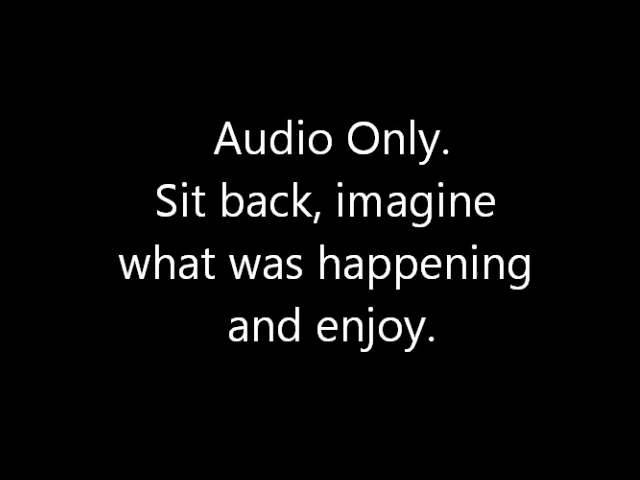 Audio Only.
Sit back, imagine
what was happening
and enjoy.